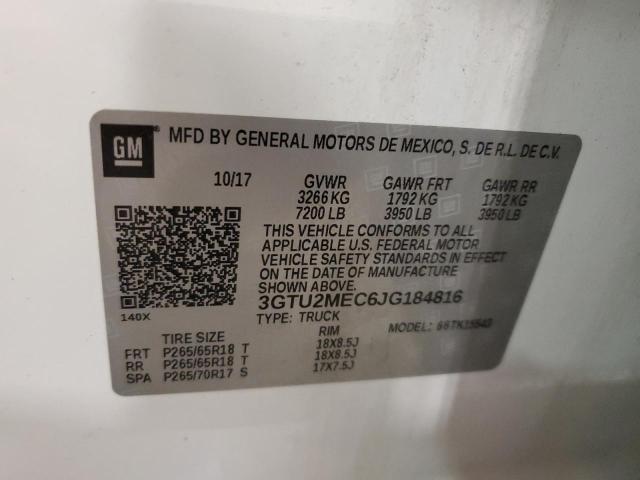 GM
MFD BY GENERAL MOTORS DE MEXICO, S. DE R.L. DE C.V.
10/17 GVWR GAWR FRT GAWR RR
3266 KG 1792 KG 1792 KG
7200 LB 3950 LB 3950 LB
THIS VEHICLE CONFORMS TO ALL
APPLICABLE U.S. FEDERAL MOTOR
VEHICLE SAFETY STANDARDS IN EFFECT
ON THE DATE OF MANUFACTURE SHOWN ABOVE
3GTU2MEC6JG184816
140X
TYPE: TRUCK MODEL:
TIRE SIZE RIM
FRT P265/65R18 T 18X8.5J
RR P265/65R18 T 18X8.5J
SPA P265/70R17 S 17X7.5J